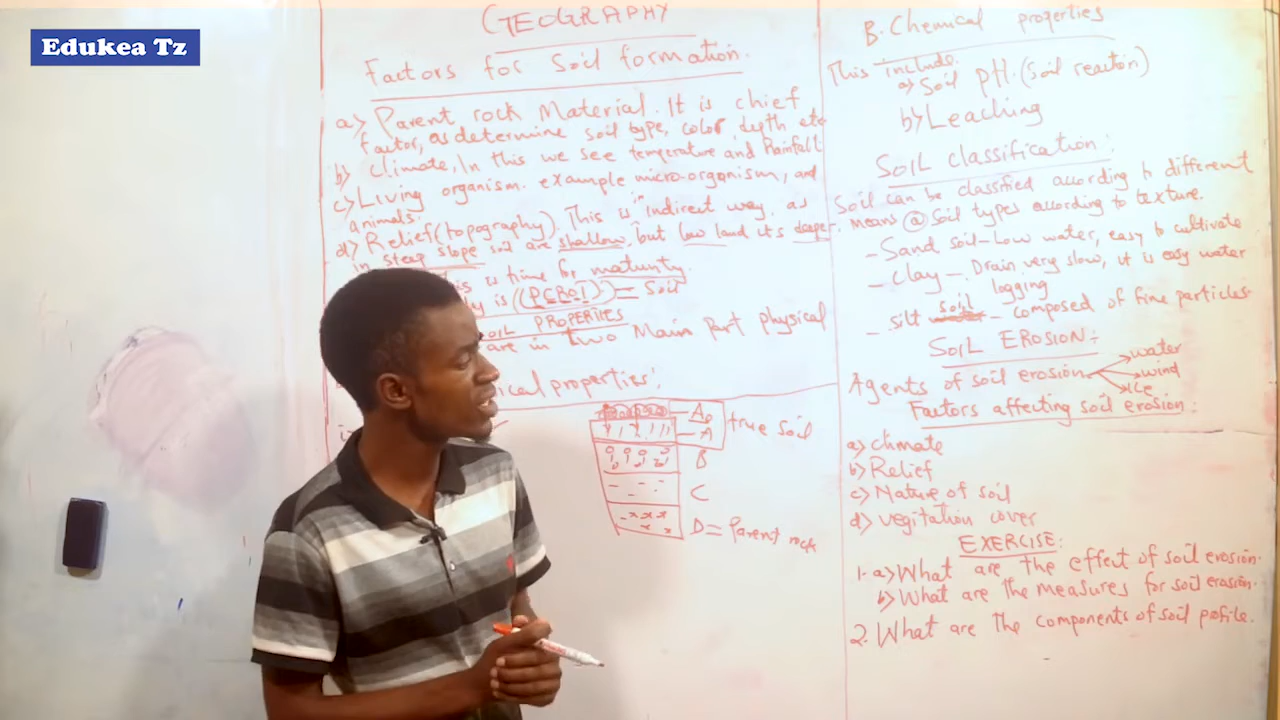 Edukea Tz
GEOGRAPHY
Factors for Soil formation.
a) Parent rock Material. It is chief
factor, as determine soil type, color, depth etc
b) Climate, In this we see temperature and Rainfall
c) Living organism. example micro-organism, and
animals.
d) Relief (topography). This is "indirect way, as
in steep slope soil are shallow, but low land it's deeper.
is time for maturity.
is (PCROT) = Soil
SOIL PROPERTIES
are in two Main part physical
ical properties.
A₀
A
true soil
B
C
D = Parent rock
B. Chemical properties
This include.
a) Soil pH. (soil reaction)
b) Leaching
SOIL classification:
Soil can be classified according to different
means @ Soil types according to texture.
- Sand soil - Low water, easy to cultivate
- Clay - Drain very slow, it is easy water
logging
- silt soil - composed of fine particles
SOIL EROSION:
Agents of soil erosion
water
wind
ice
Factors affecting soil erosion:
a) climate
b) Relief
c) Nature of soil
d) vegitation cover
EXERCISE:
1. a) What are the effect of soil erosion.
b) What are the measures for soil erosion.
2. What are the components of soil profile.